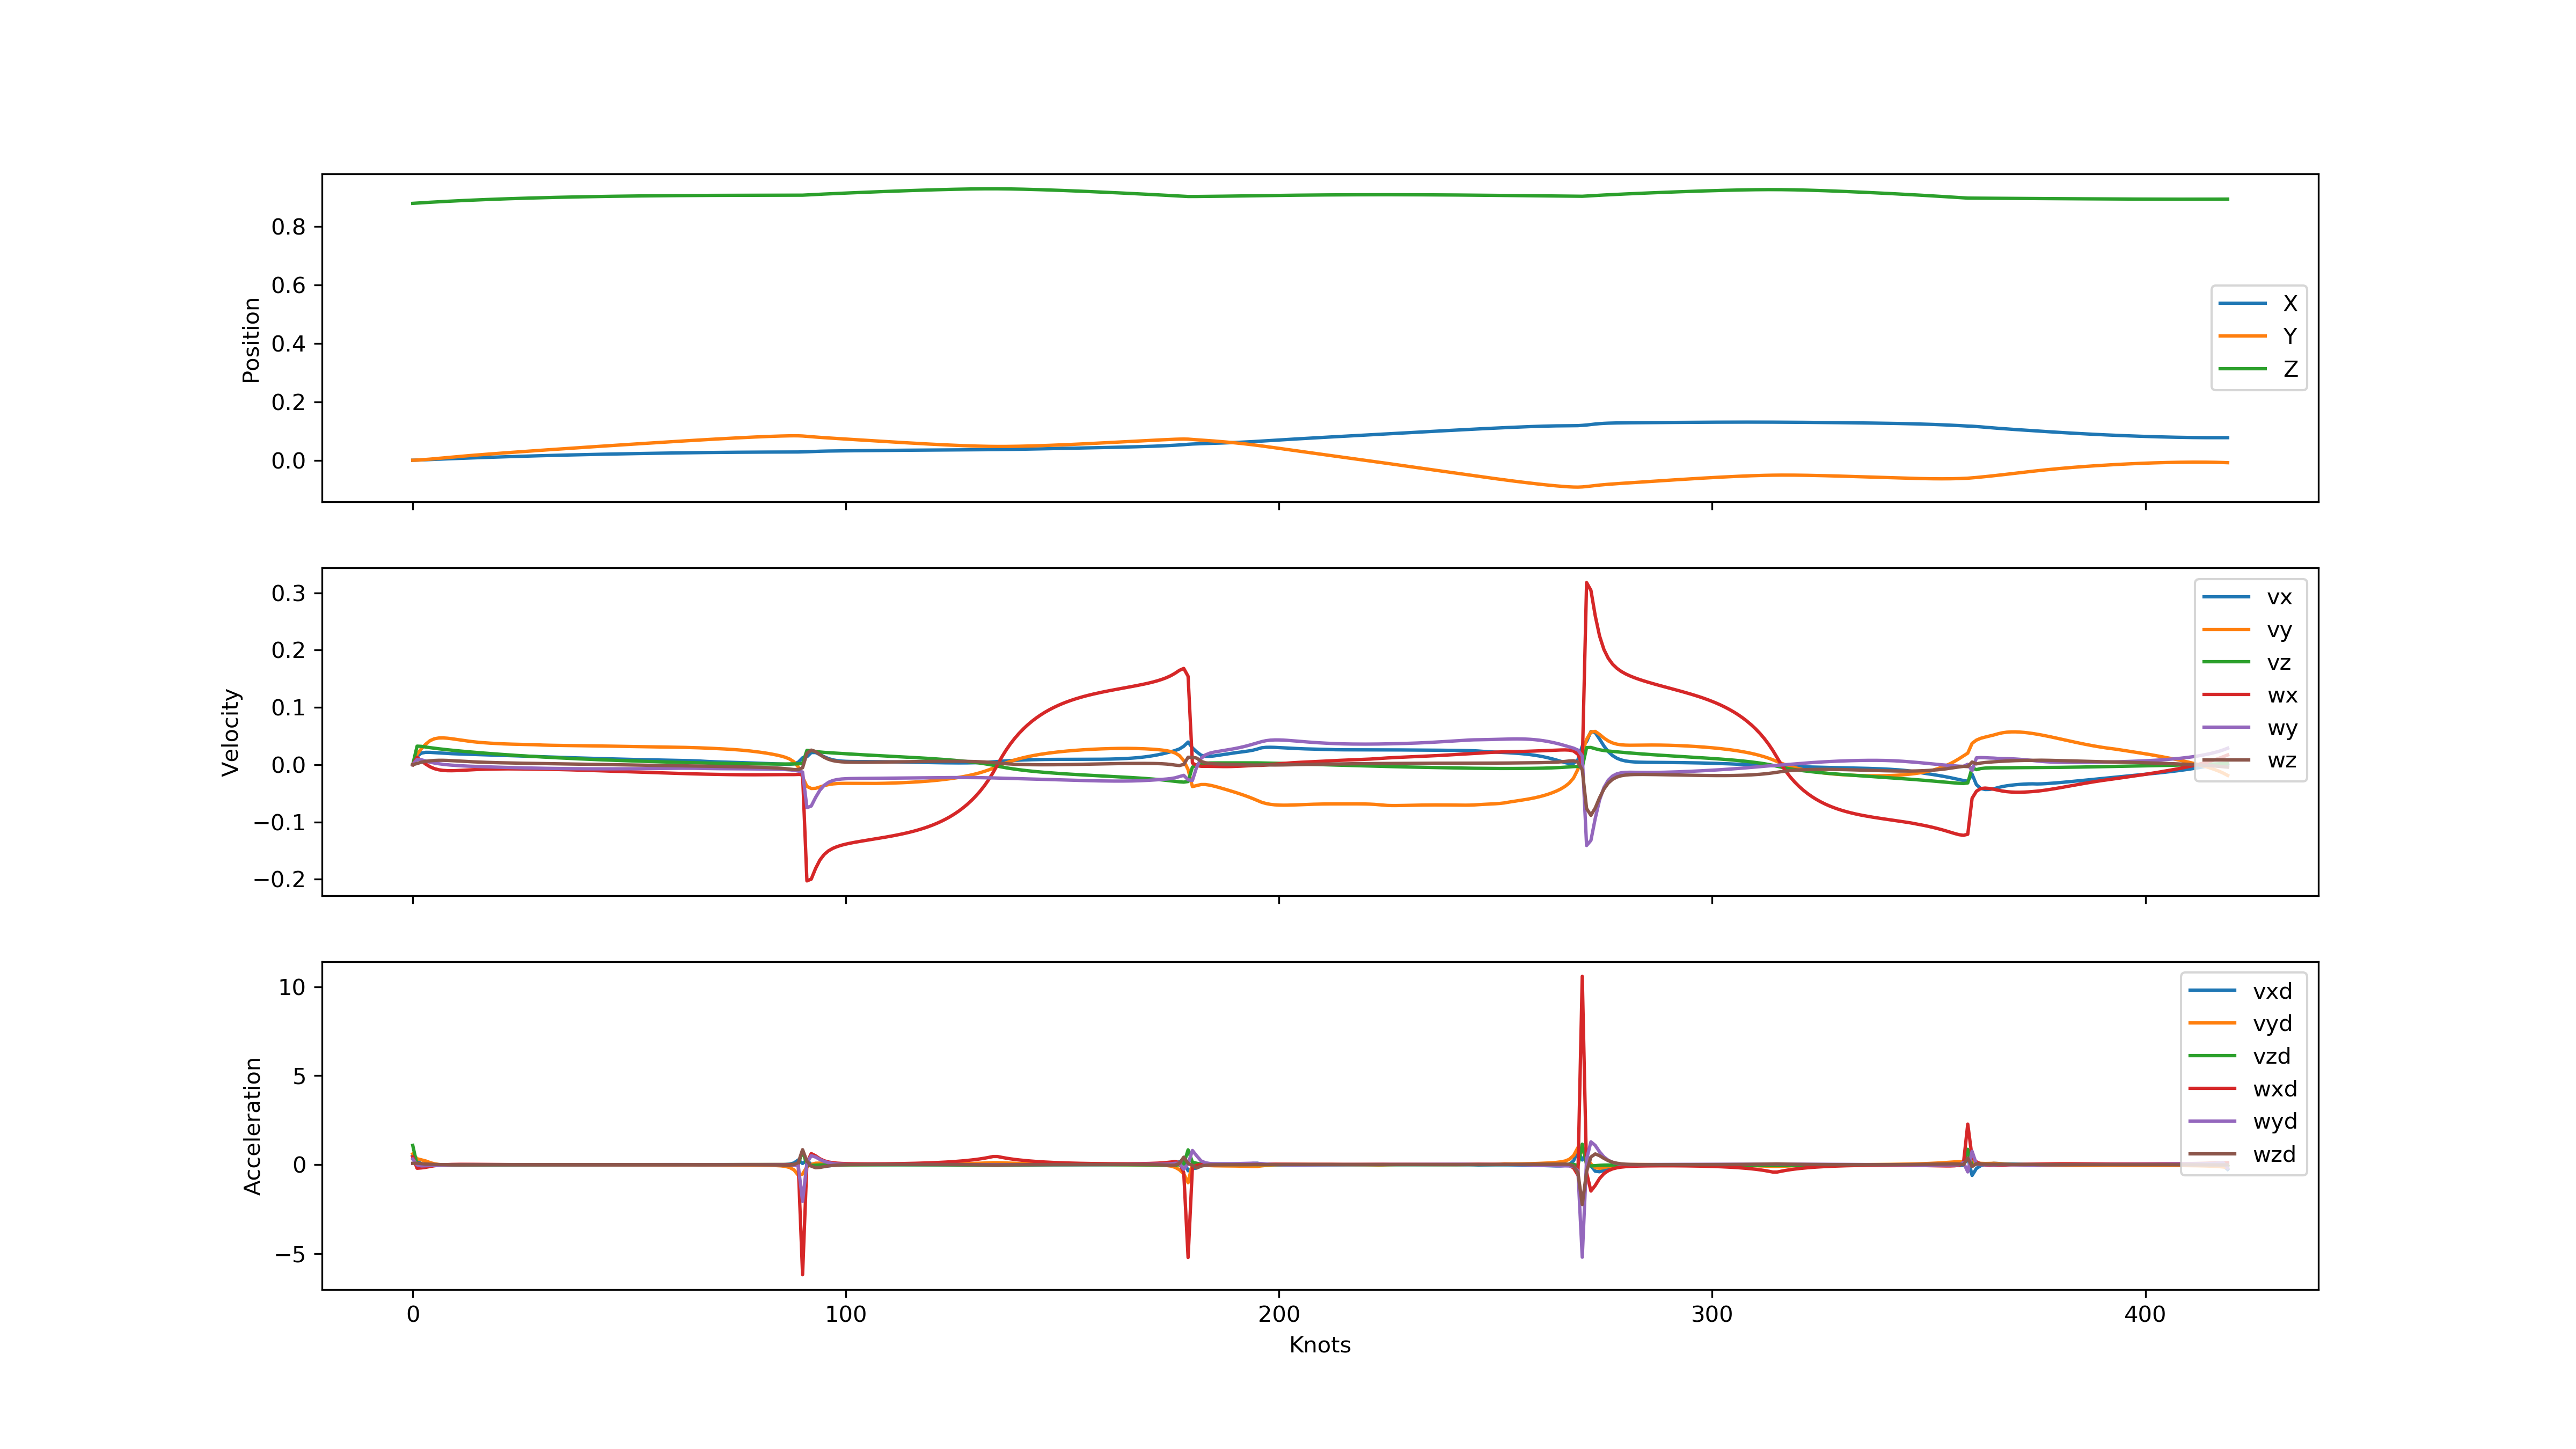 Position
0.8
0.6
0.4
0.2
0.0
X
Y
Z
Velocity
0.3
0.2
0.1
0.0
−0.1
−0.2
vx
vy
vz
wx
wy
wz
Acceleration
10
5
0
−5
vxd
vyd
vzd
wxd
wyd
wzd
0 100 200 300 400
Knots